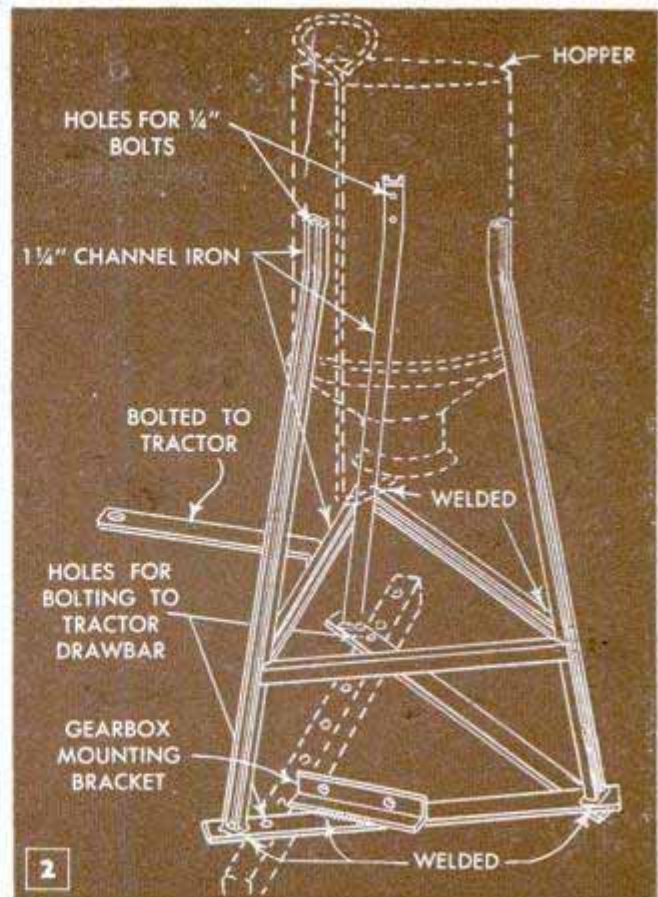 HOPPER
HOLES FOR ¼"
BOLTS
1¼" CHANNEL IRON
BOLTED TO
TRACTOR
WELDED
HOLES FOR
BOLTING TO
TRACTOR
DRAWBAR
GEARBOX
MOUNTING
BRACKET
WELDED
2